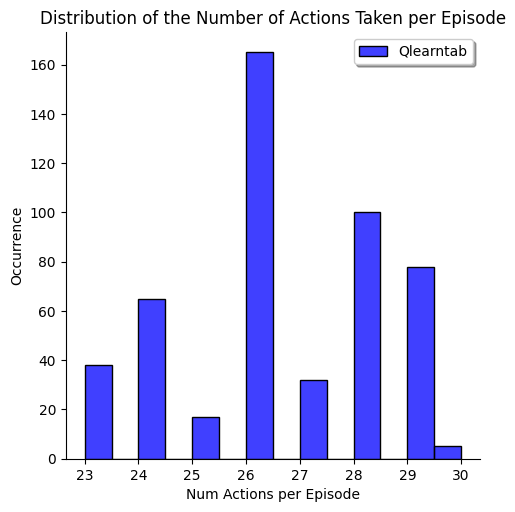 Distribution of the Number of Actions Taken per Episode
Qlearntab
Occurrence
160
140
120
100
80
60
40
20
0
23 24 25 26 27 28 29 30
Num Actions per Episode